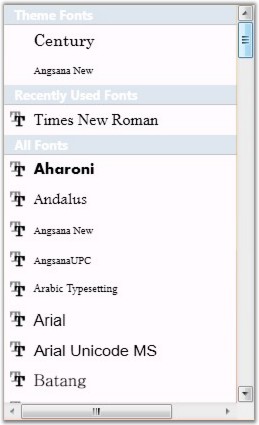 Theme Fonts
Century
Angsana New
Recently Used Fonts
Times New Roman
All Fonts
Aharoni
Andalus
Angsana New
AngsanaUPC
Arabic Typesetting
Arial
Arial Unicode MS
Batang